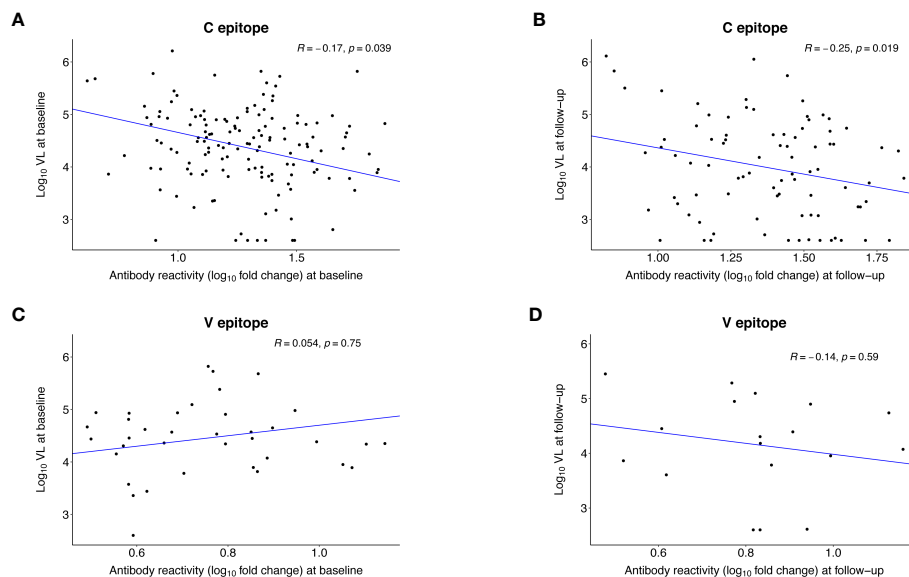 A
C epitope
R = −0.17, p = 0.039
Log10 VL at baseline
6
5
4
3
1.0
1.5
Antibody reactivity (log10 fold change) at baseline
B
C epitope
R = −0.25, p = 0.019
Log10 VL at follow−up
6
5
4
3
1.00
1.25
1.50
1.75
Antibody reactivity (log10 fold change) at follow−up
C
V epitope
R = 0.054, p = 0.75
Log10 VL at baseline
6
5
4
3
0.6
0.8
1.0
Antibody reactivity (log10 fold change) at baseline
D
V epitope
R = −0.14, p = 0.59
Log10 VL at follow−up
6
5
4
3
0.6
0.8
1.0
Antibody reactivity (log10 fold change) at follow−up